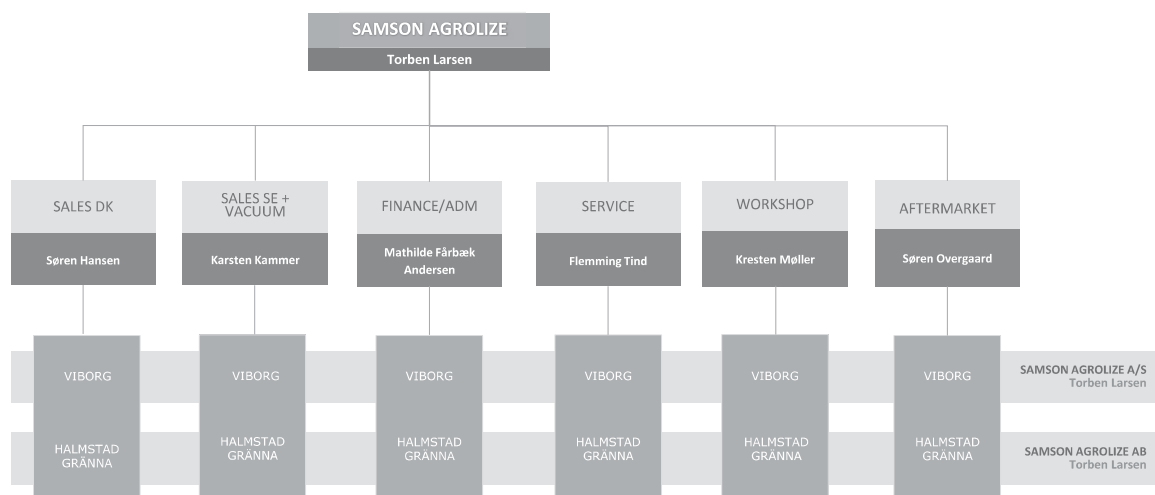 SAMSON AGROLIZE
Torben Larsen
SALES DK
Søren Hansen
SALES SE +
VACUUM
Karsten Kammer
FINANCE/ADM
Mathilde Fårbæk
Andersen
SERVICE
Flemming Tind
WORKSHOP
Kresten Møller
AFTERMARKET
Søren Overgaard
VIBORG
VIBORG
VIBORG
VIBORG
VIBORG
VIBORG
SAMSON AGROLIZE A/S
Torben Larsen
HALMSTAD
GRÄNNA
HALMSTAD
GRÄNNA
HALMSTAD
GRÄNNA
HALMSTAD
GRÄNNA
HALMSTAD
GRÄNNA
HALMSTAD
GRÄNNA
SAMSON AGROLIZE AB
Torben Larsen